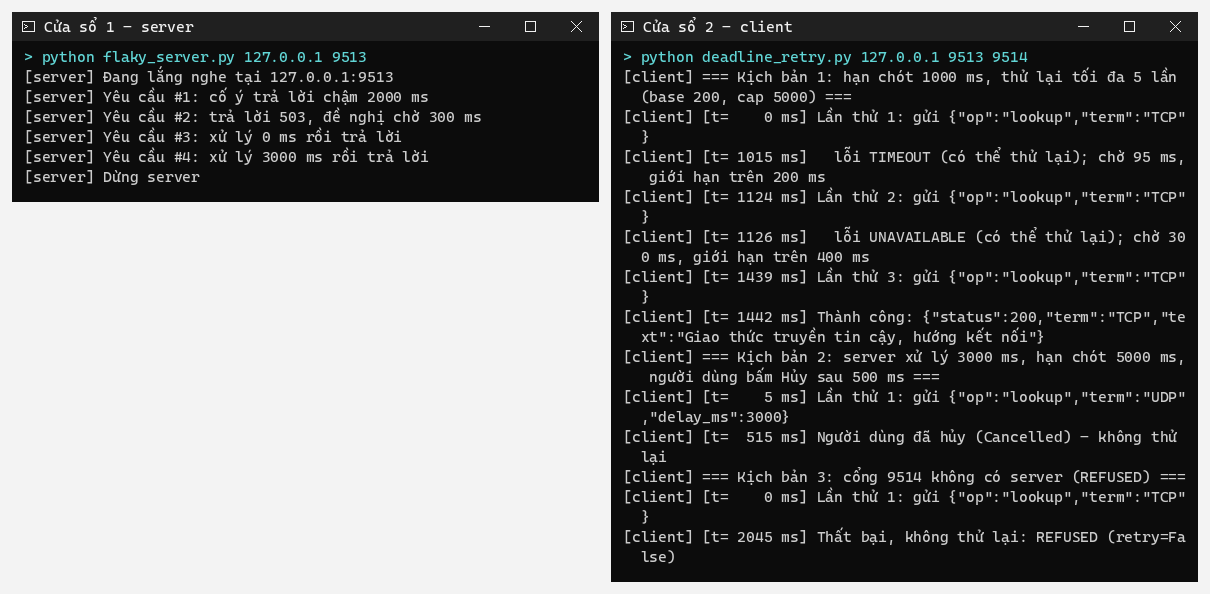 Cửa sổ 1 — server
> python flaky_server.py 127.0.0.1 9513
[server] Đang lắng nghe tại 127.0.0.1:9513
[server] Yêu cầu #1: cố ý trả lời chậm 2000 ms
[server] Yêu cầu #2: trả lời 503, đề nghị chờ 300 ms
[server] Yêu cầu #3: xử lý 0 ms rồi trả lời
[server] Yêu cầu #4: xử lý 3000 ms rồi trả lời
[server] Dừng server
Cửa sổ 2 — client
> python deadline_retry.py 127.0.0.1 9513 9514
[client] === Kịch bản 1: hạn chót 1000 ms, thử lại tối đa 5 lần
(base 200, cap 5000) ===
[client] [t=    0 ms] Lần thử 1: gửi {"op":"lookup","term":"TCP"
}
[client] [t= 1015 ms]   lỗi TIMEOUT (có thể thử lại); chờ 95 ms,
giới hạn trên 200 ms
[client] [t= 1124 ms] Lần thử 2: gửi {"op":"lookup","term":"TCP"
}
[client] [t= 1126 ms]   lỗi UNAVAILABLE (có thể thử lại); chờ 30
0 ms, giới hạn trên 400 ms
[client] [t= 1439 ms] Lần thử 3: gửi {"op":"lookup","term":"TCP"
}
[client] [t= 1442 ms] Thành công: {"status":200,"term":"TCP","te
xt":"Giao thức truyền tin cậy, hướng kết nối"}
[client] === Kịch bản 2: server xử lý 3000 ms, hạn chót 5000 ms,
người dùng bấm Hủy sau 500 ms ===
[client] [t=    5 ms] Lần thử 1: gửi {"op":"lookup","term":"UDP"
,"delay_ms":3000}
[client] [t=  515 ms] Người dùng đã hủy (Cancelled) — không thử
lại
[client] === Kịch bản 3: cổng 9514 không có server (REFUSED) ===
[client] [t=    0 ms] Lần thử 1: gửi {"op":"lookup","term":"TCP"
}
[client] [t= 2045 ms] Thất bại, không thử lại: REFUSED (retry=Fa
lse)